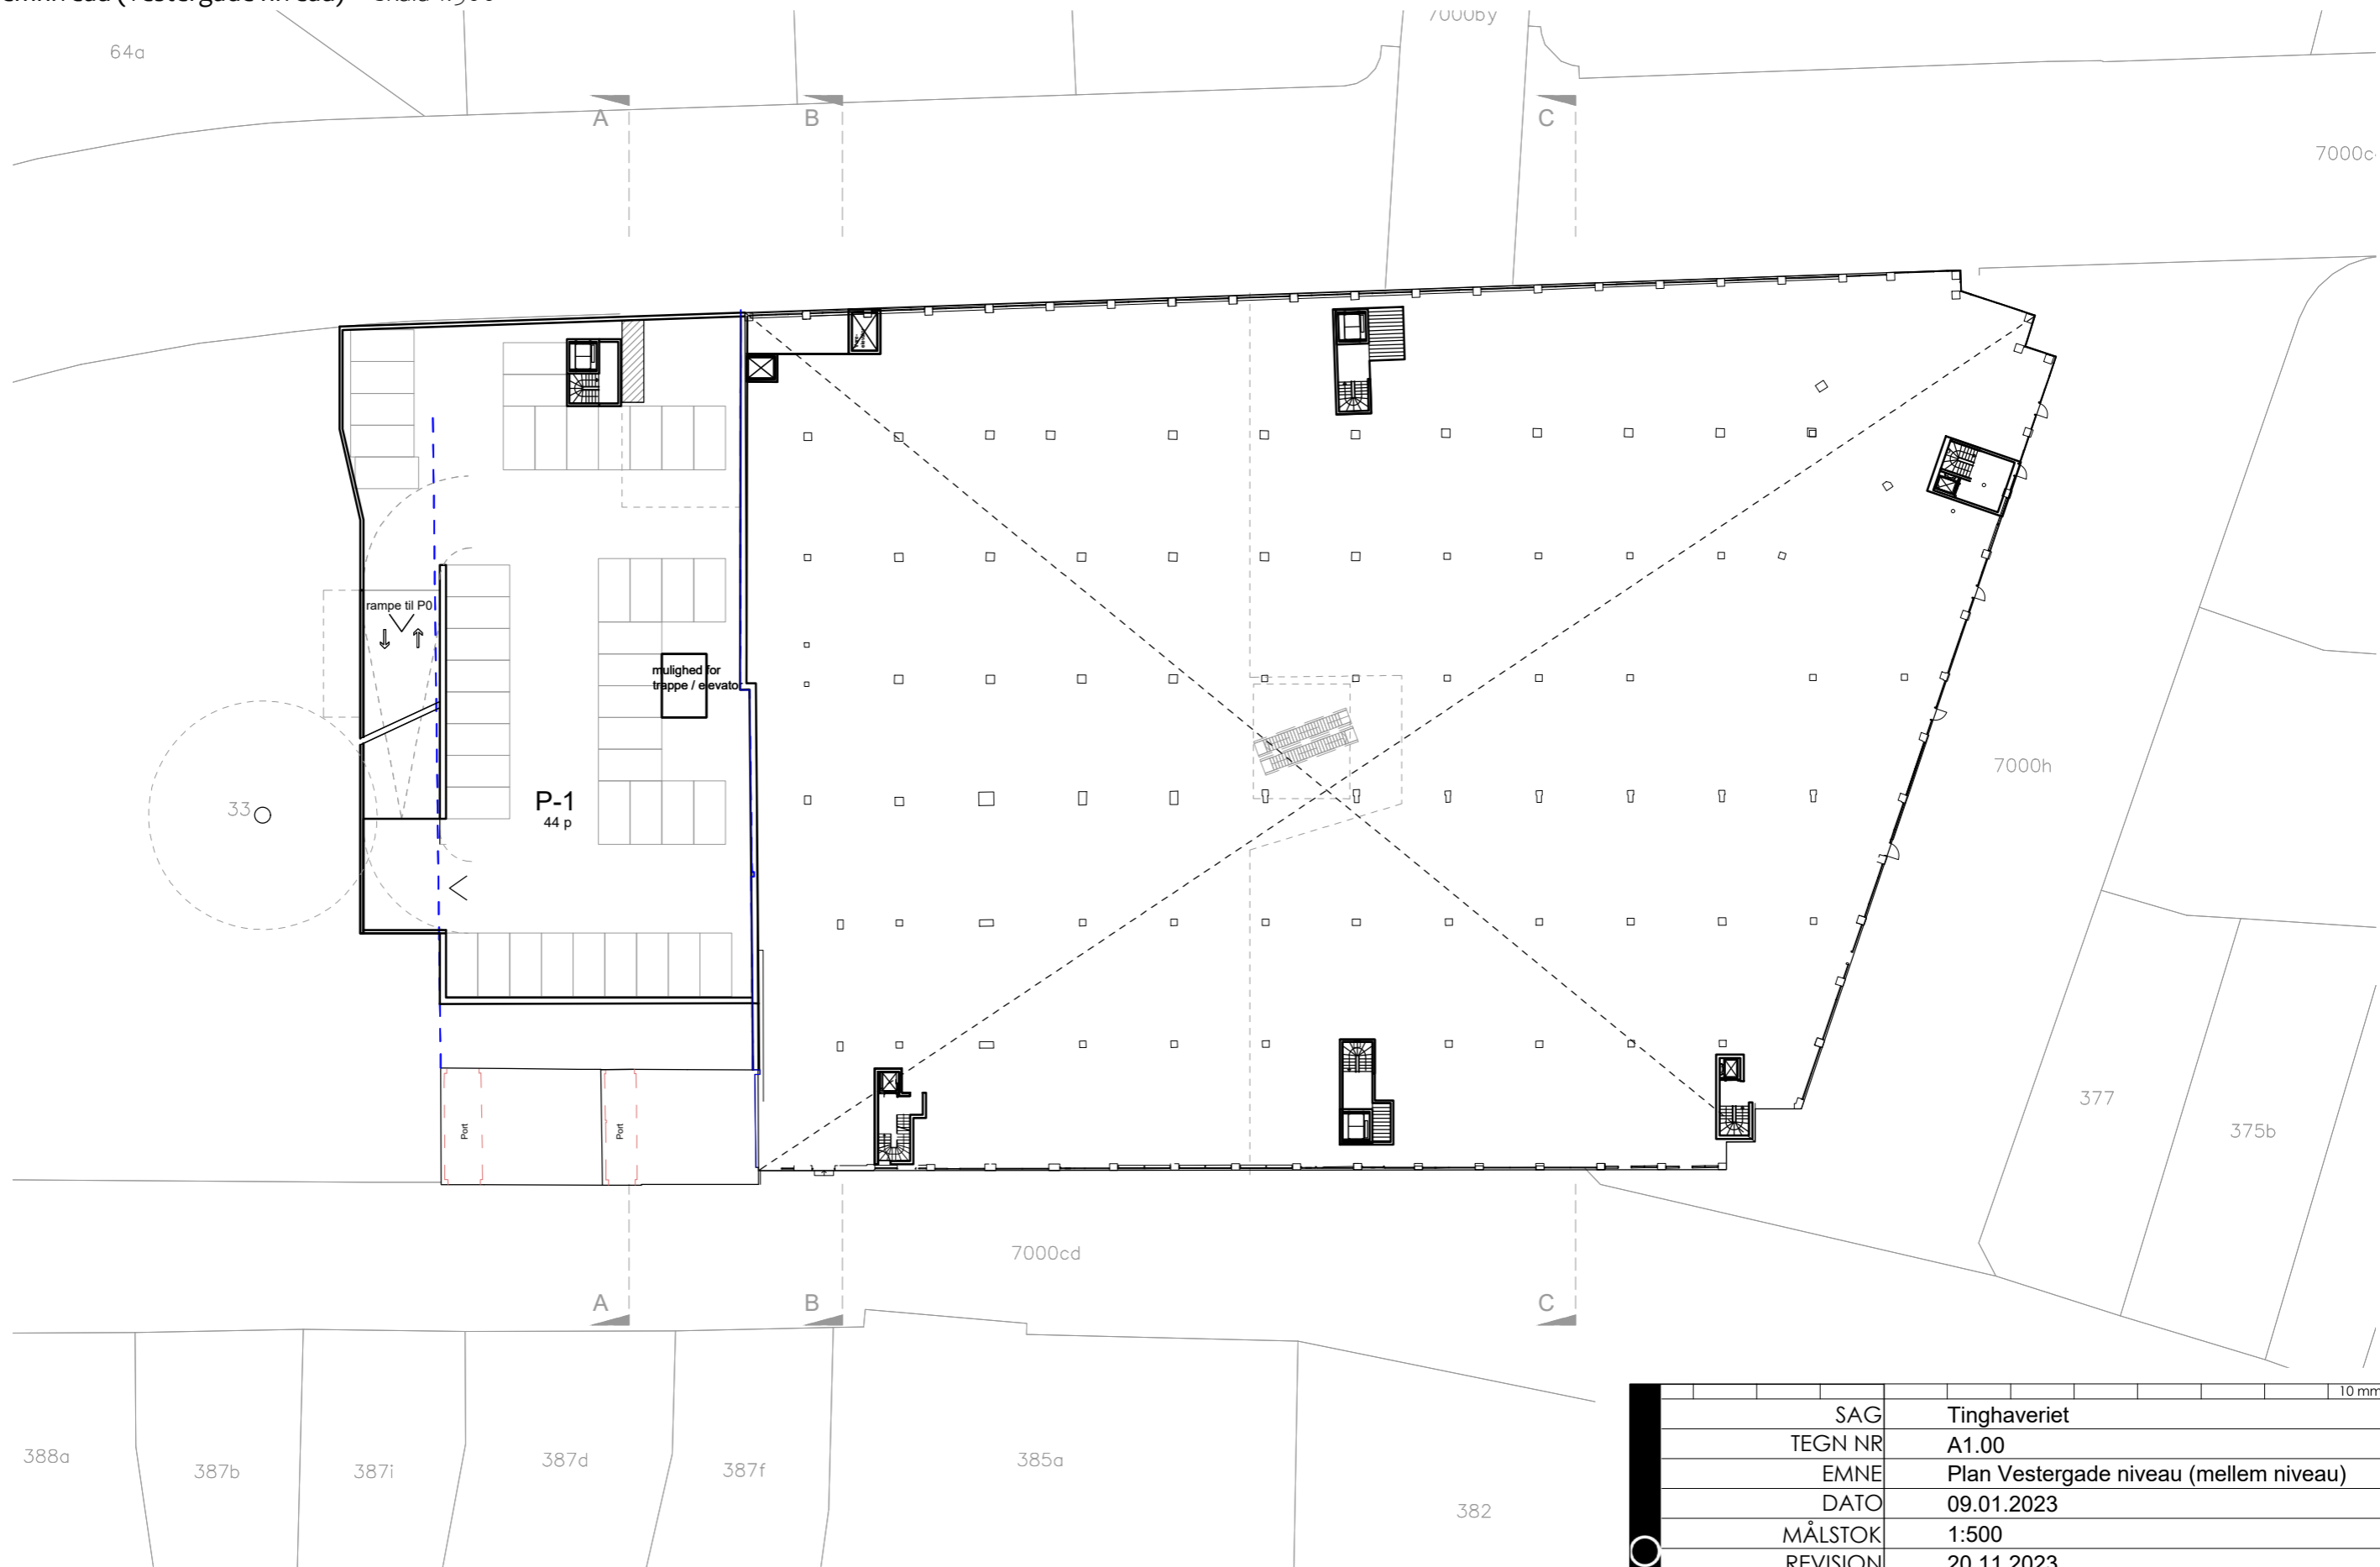 64a
7000by
A
B
C
rampe til P0
mulighed for
trappe / elevator
33
P-1
44 p
7000h
Port
Port
377
375b
7000cd
A
B
C
388a
387b
387i
387d
387f
385a
382
10 mm
SAG Tinghaveriet
TEGN NR A1.00
EMNE Plan Vestergade niveau (mellem niveau)
DATO 09.01.2023
MÅLSTOK 1:500
REVISION 20.11.2023